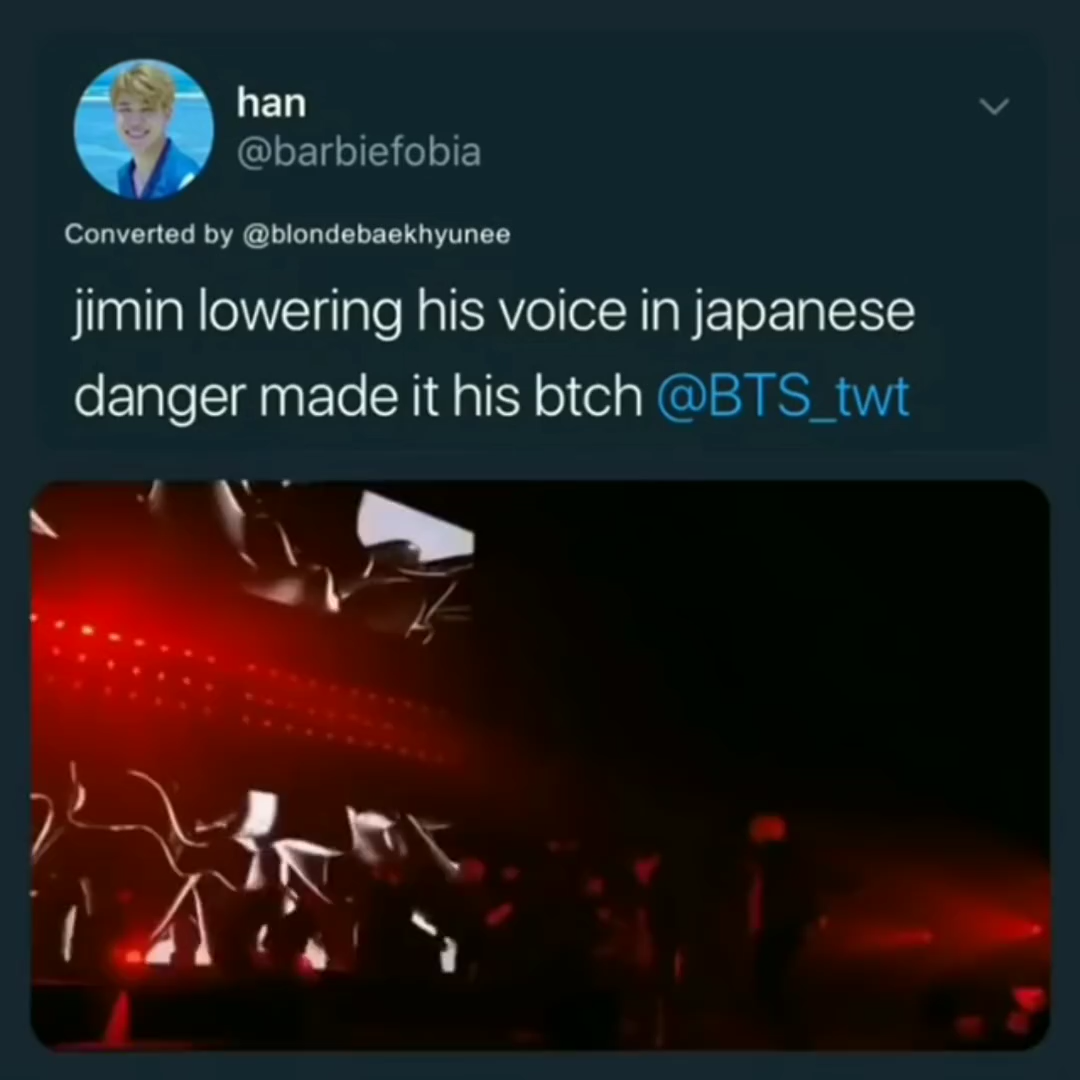 han
@barbiefobia
Converted by @blondebaekhyunee
jimin lowering his voice in japanese
danger made it his btch @BTS_twt